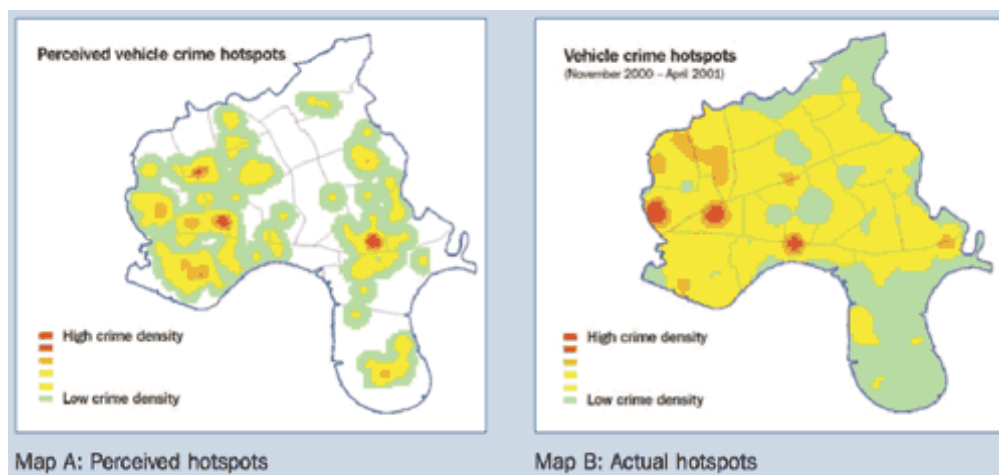 Perceived vehicle crime hotspots
High crime density
Low crime density
Map A: Perceived hotspots
Vehicle crime hotspots
(November 2000 – April 2001)
High crime density
Low crime density
Map B: Actual hotspots